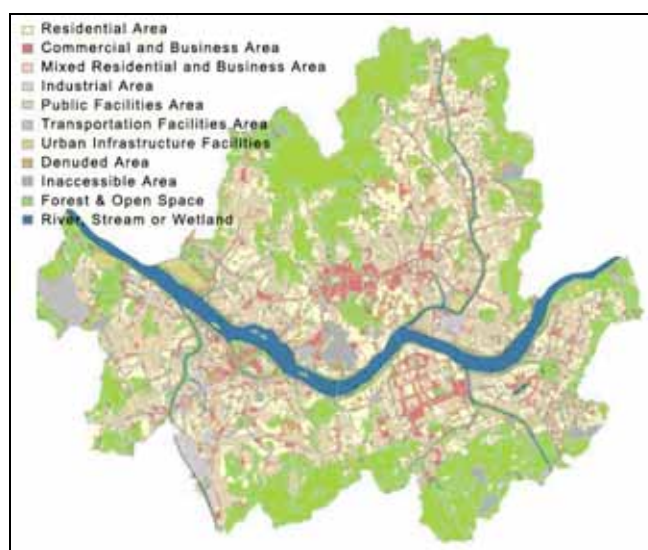 Residential Area
Commercial and Business Area
Mixed Residential and Business Area
Industrial Area
Public Facilities Area
Transportation Facilities Area
Urban Infrastructure Facilities
Denuded Area
Inaccessible Area
Forest & Open Space
River, Stream or Wetland